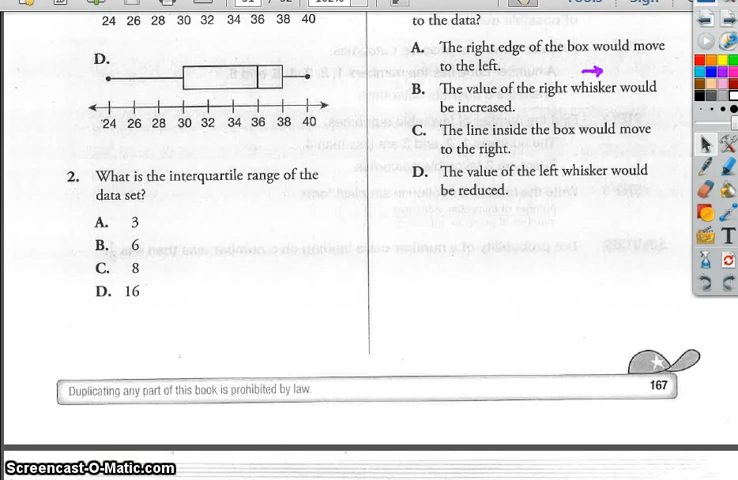 24 26 28 30 32 34 36 38 40
D.
24 26 28 30 32 34 36 38 40
2. What is the interquartile range of the
data set?
A. 3
B. 6
C. 8
D. 16
to the data?
A. The right edge of the box would move
to the left.
B. The value of the right whisker would
be increased.
C. The line inside the box would move
to the right.
D. The value of the left whisker would
be reduced.
Duplicating any part of this book is prohibited by law.
167
Screencast-O-Matic.com